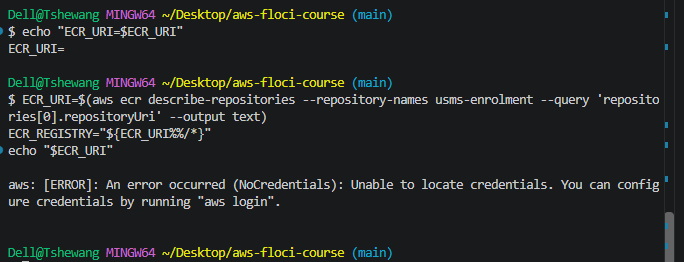 Dell@Tshewang MINGW64 ~/Desktop/aws-floci-course (main)
$ echo "ECR_URI=$ECR_URI"
ECR_URI=
Dell@Tshewang MINGW64 ~/Desktop/aws-floci-course (main)
$ ECR_URI=$(aws ecr describe-repositories --repository-names usms-enrolment --query 'reposito
ries[0].repositoryUri' --output text)
ECR_REGISTRY="${ECR_URI%%/*}"
echo "$ECR_URI"
aws: [ERROR]: An error occurred (NoCredentials): Unable to locate credentials. You can config
ure credentials by running "aws login".
Dell@Tshewang MINGW64 ~/Desktop/aws-floci-course (main)